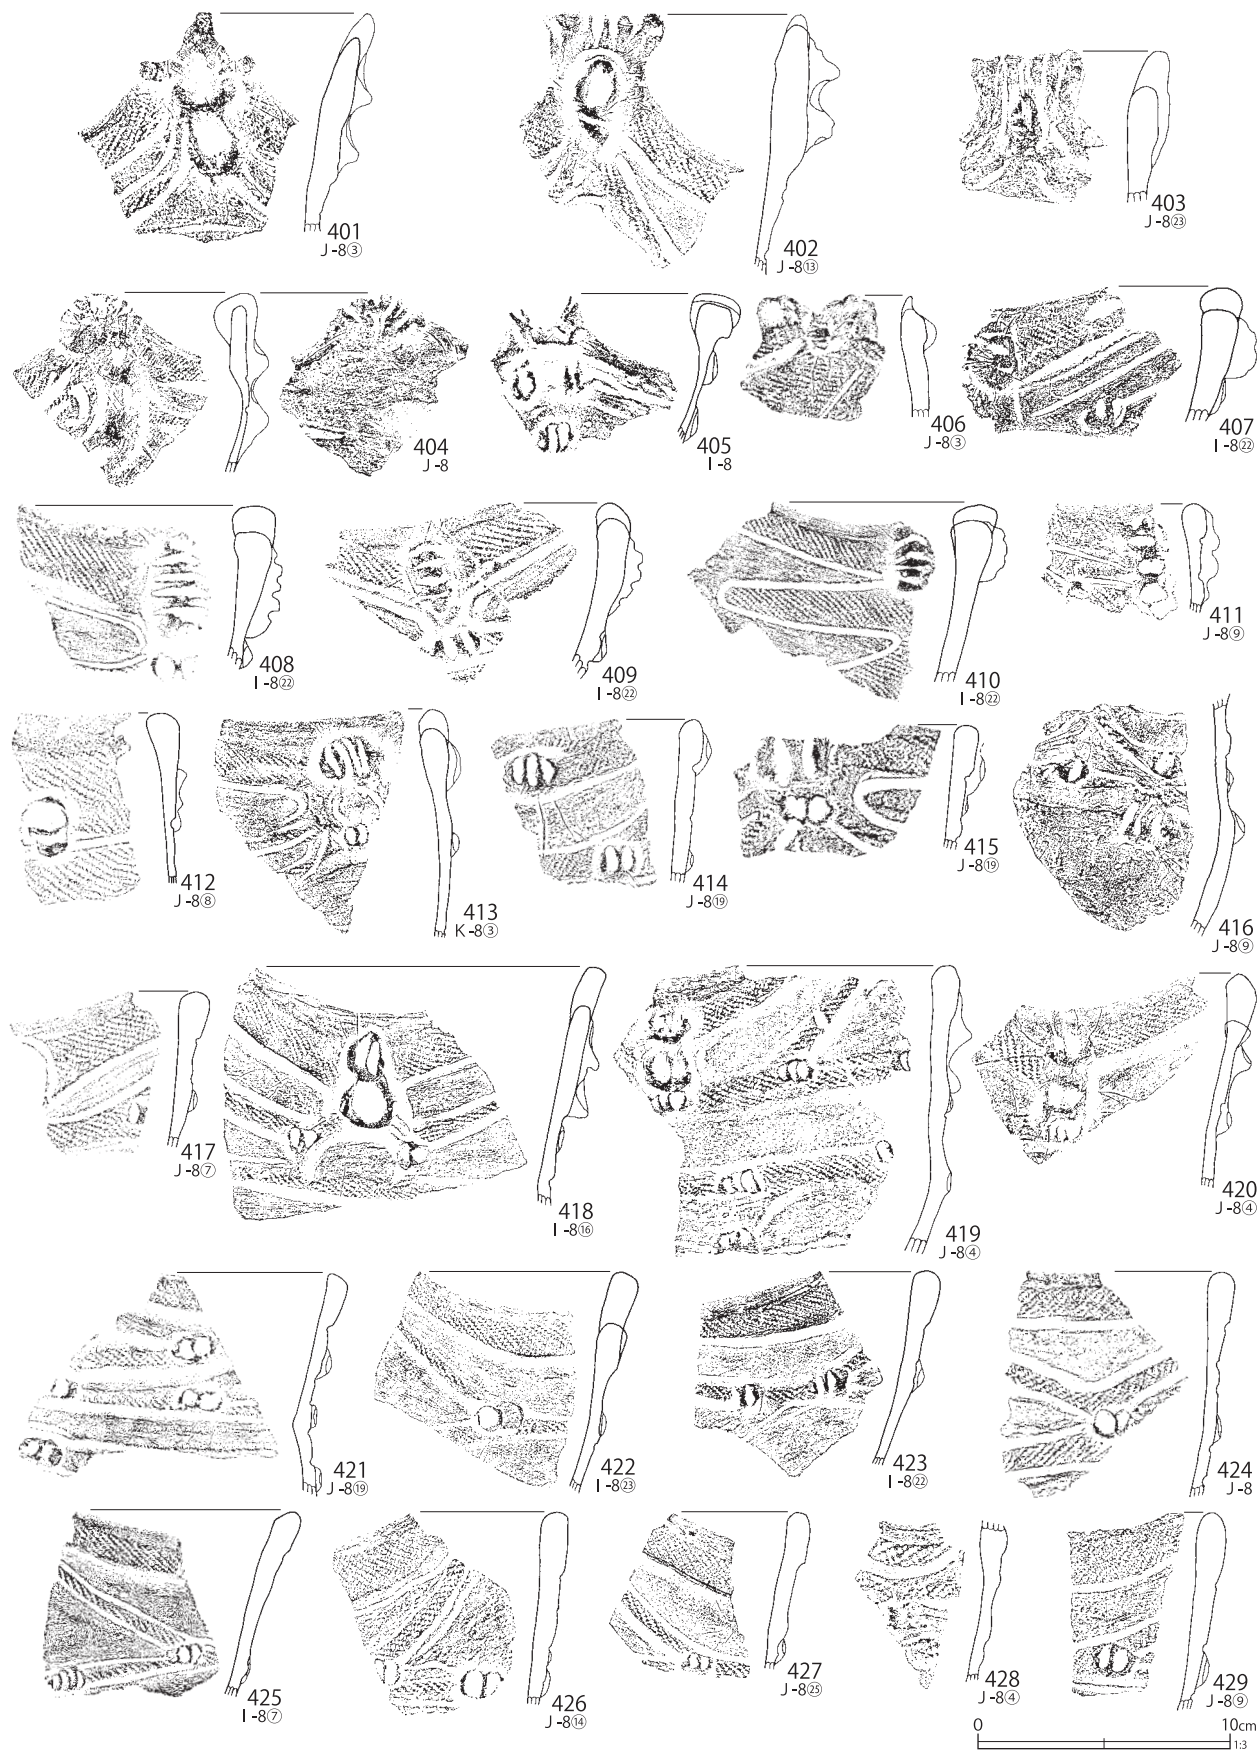 401
J-8③
402
J-8⑬
403
J-8㉓
404
J-8
405
I-8
406
J-8③
407
I-8㉒
408
I-8㉒
409
I-8㉒
410
I-8㉒
411
J-8⑨
412
J-8⑧
413
K-8③
414
J-8⑲
415
J-8⑲
416
J-8⑨
417
J-8⑦
418
I-8⑯
419
J-8④
420
J-8④
421
J-8⑲
422
I-8㉓
423
I-8㉒
424
J-8
425
I-8⑦
426
J-8⑭
427
J-8㉕
428
J-8④
429
J-8⑨
0 10cm
1:3